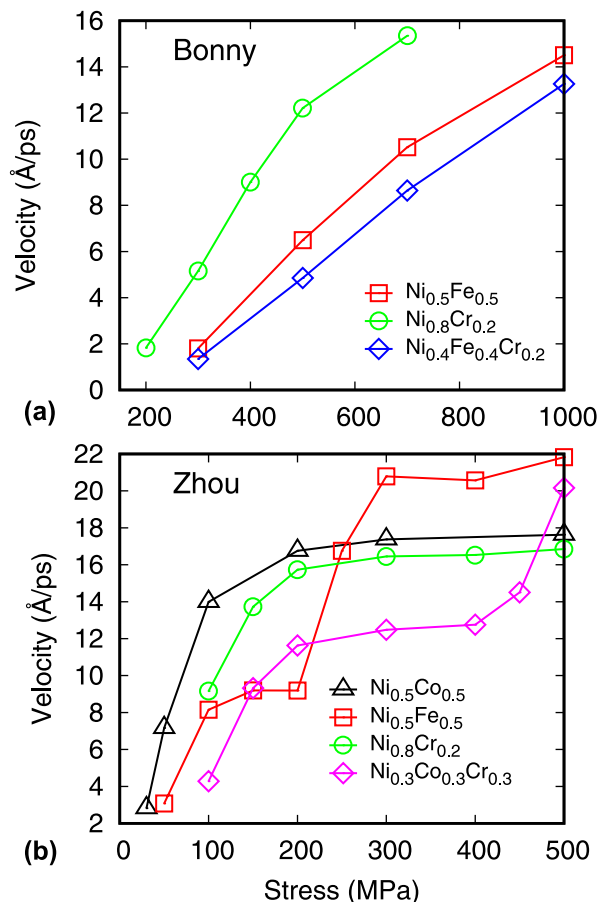 16
14
12
10
8
6
4
2
0
Velocity (Å/ps)
Bonny
Ni0.5Fe0.5
Ni0.8Cr0.2
Ni0.4Fe0.4Cr0.2
200 400 600 800 1000
(a)
22
20
18
16
14
12
10
8
6
4
2
Velocity (Å/ps)
Zhou
Ni0.5Co0.5
Ni0.5Fe0.5
Ni0.8Cr0.2
Ni0.3Co0.3Cr0.3
0 100 200 300 400 500
(b)
Stress (MPa)